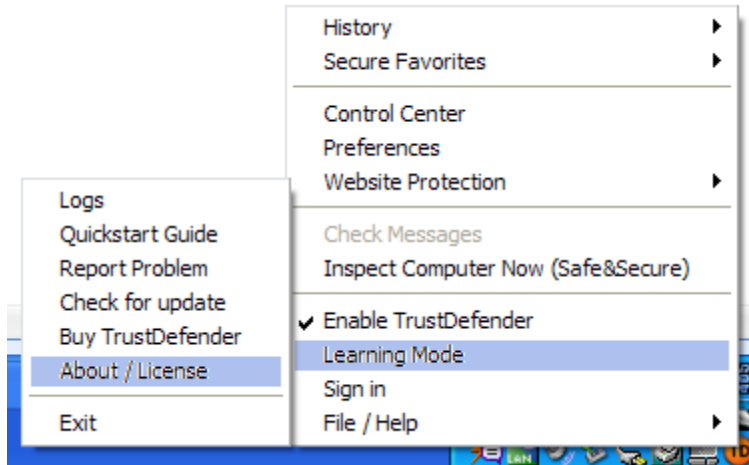 History
Secure Favorites
Control Center
Preferences
Website Protection
Check Messages
Inspect Computer Now (Safe&Secure)
Enable TrustDefender
Learning Mode
Sign in
File / Help
Logs
Quickstart Guide
Report Problem
Check for update
Buy TrustDefender
About / License
Exit
LAN